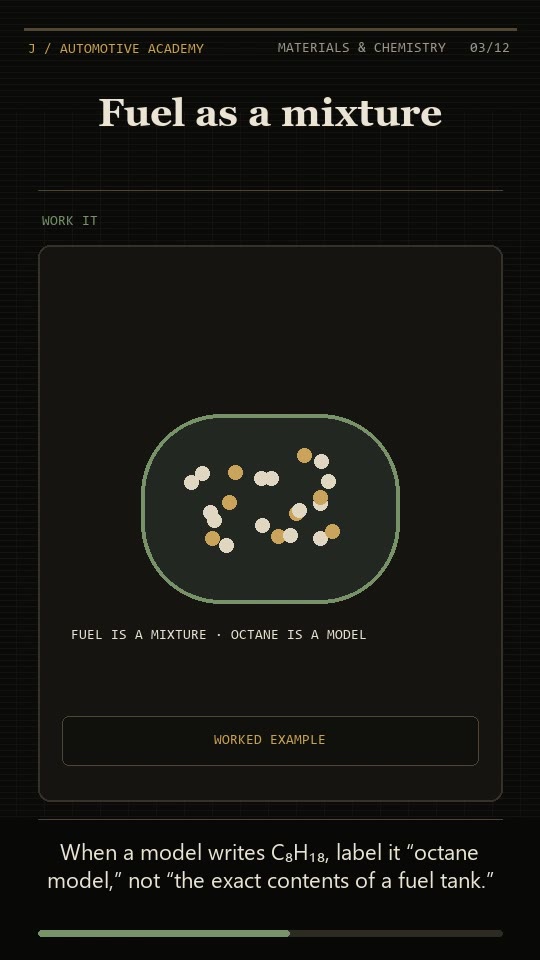 J / AUTOMOTIVE ACADEMY
MATERIALS & CHEMISTRY 03/12
Fuel as a mixture
WORK IT
FUEL IS A MIXTURE · OCTANE IS A MODEL
WORKED EXAMPLE
When a model writes C₈H₁₈, label it “octane
model,” not “the exact contents of a fuel tank.”